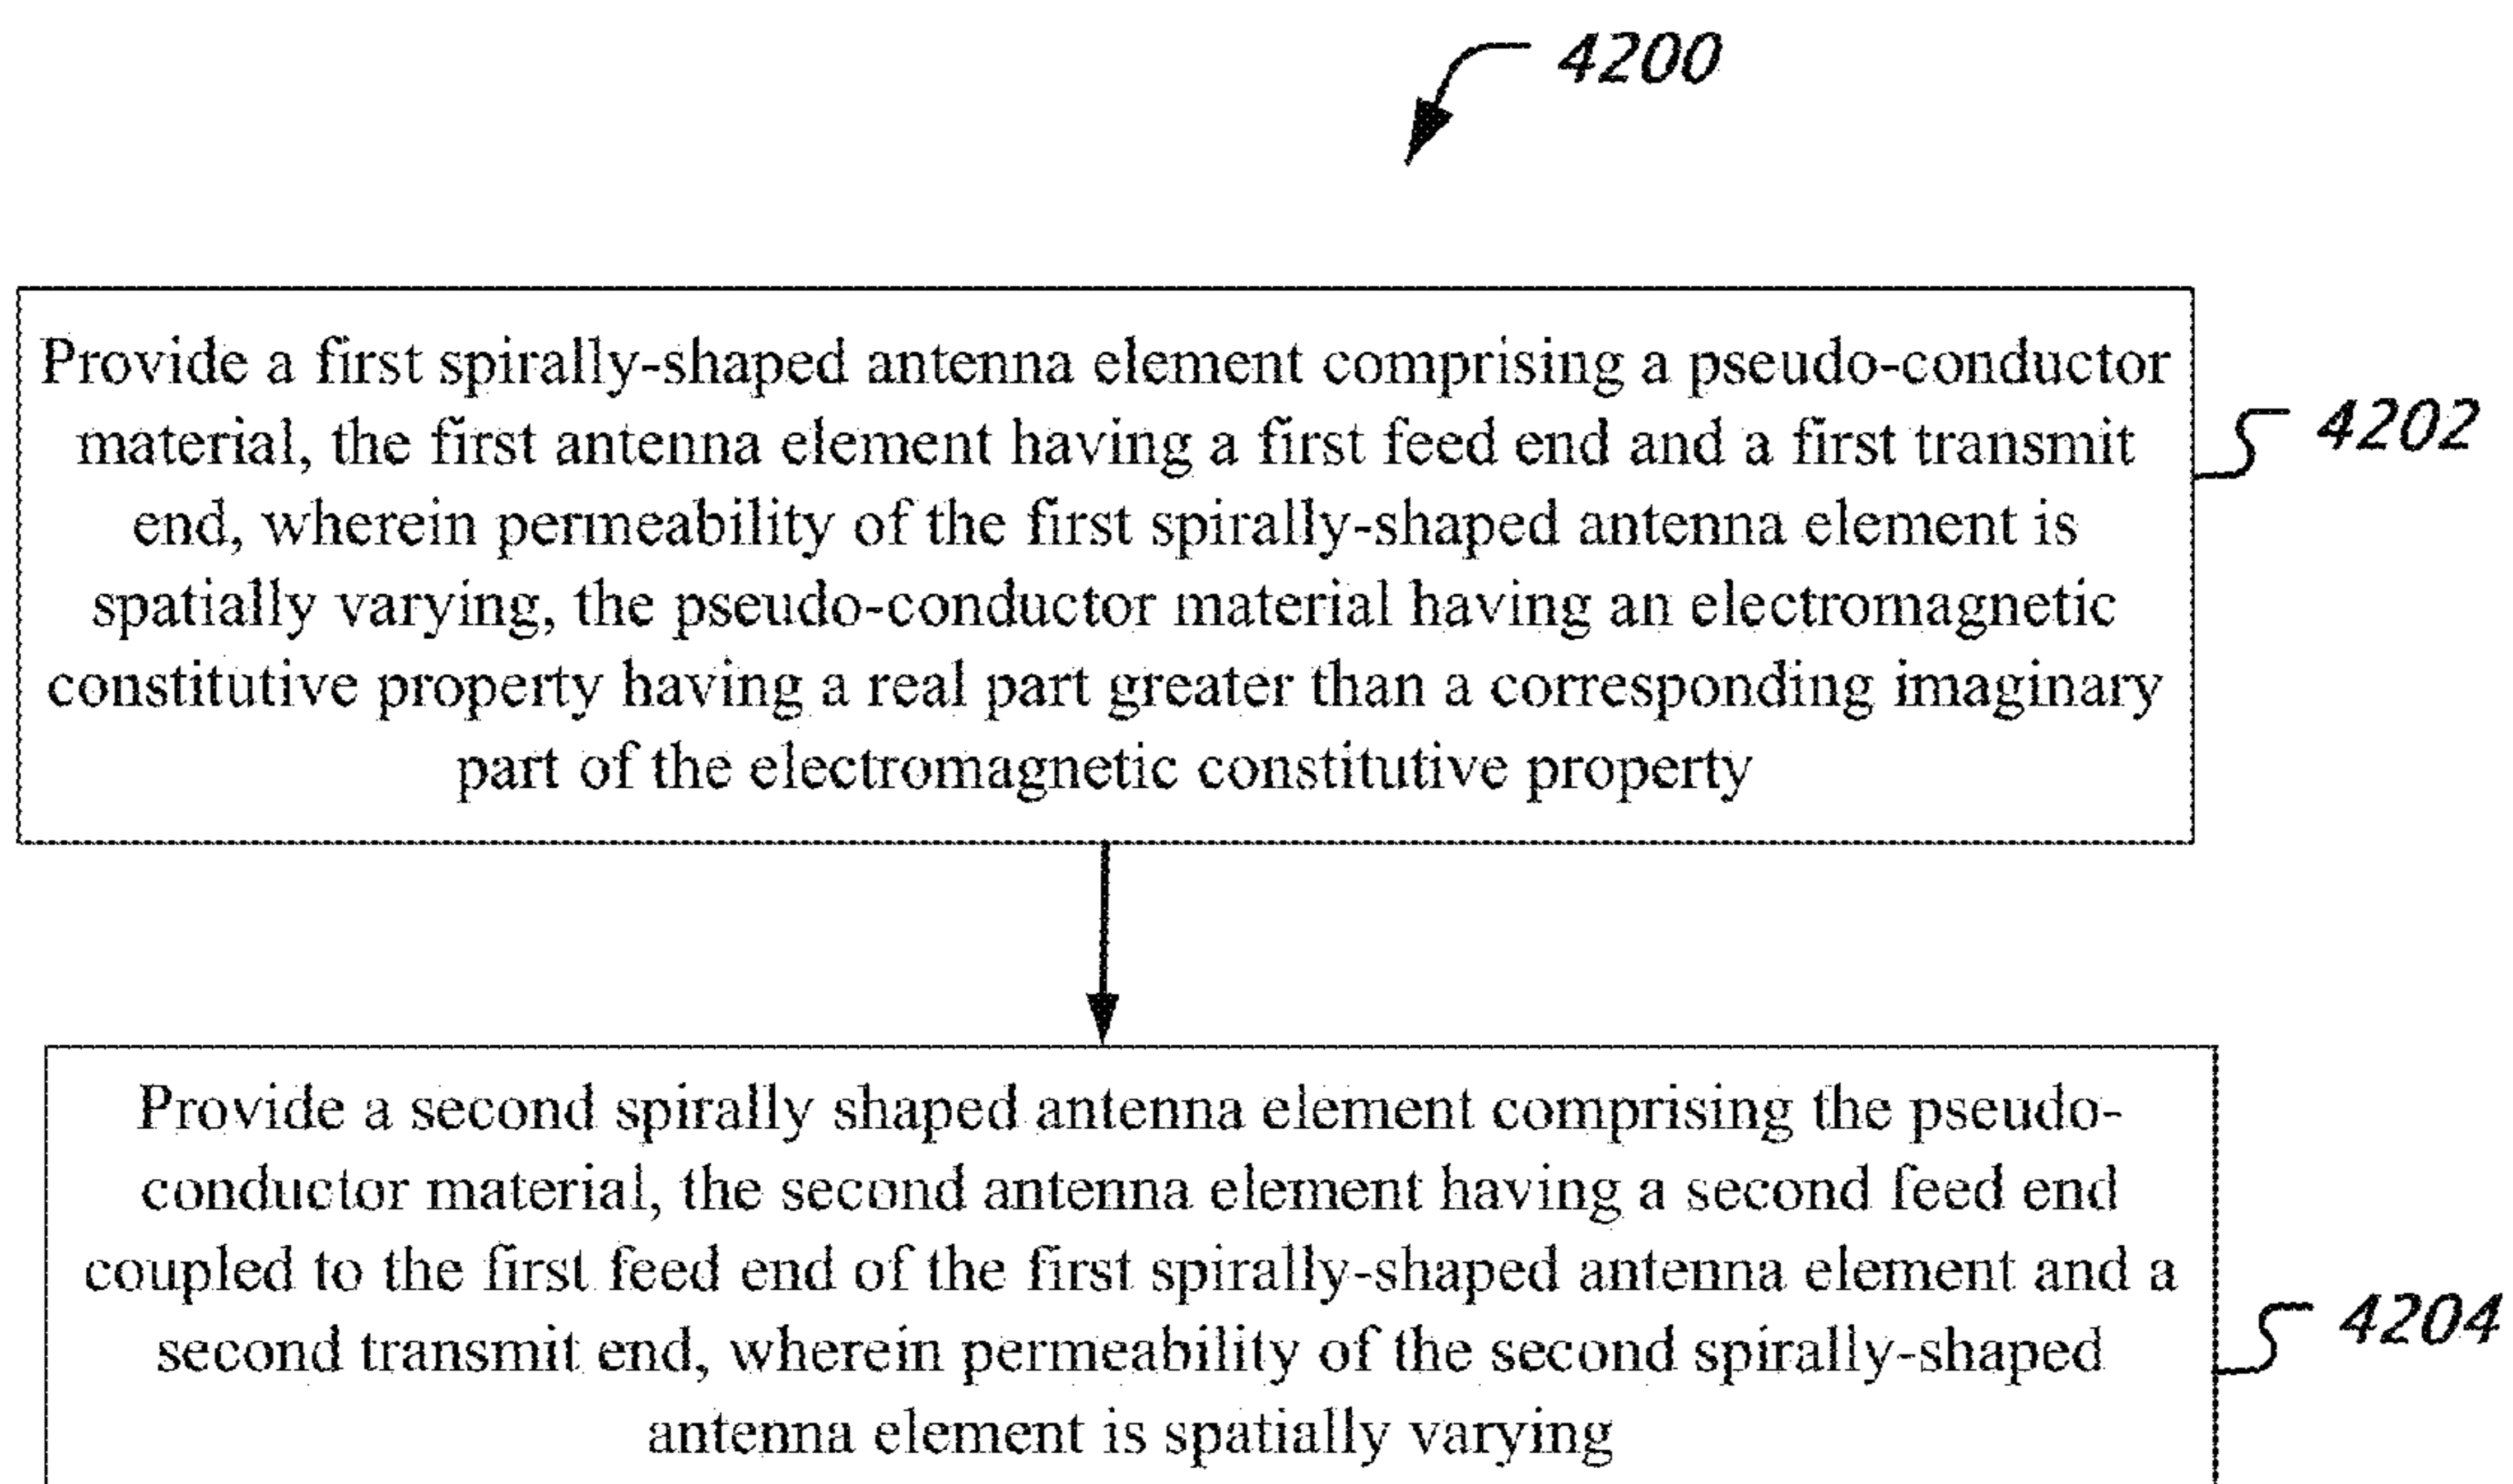 4200
Provide a first spirally-shaped antenna element comprising a pseudo-conductor
material, the first antenna element having a first feed end and a first transmit
end, wherein permeability of the first spirally-shaped antenna element is
spatially varying, the pseudo-conductor material having an electromagnetic
constitutive property having a real part greater than a corresponding imaginary
part of the electromagnetic constitutive property
4202
Provide a second spirally shaped antenna element comprising the pseudo-
conductor material, the second antenna element having a second feed end
coupled to the first feed end of the first spirally-shaped antenna element and a
second transmit end, wherein permeability of the second spirally-shaped
antenna element is spatially varying
4204